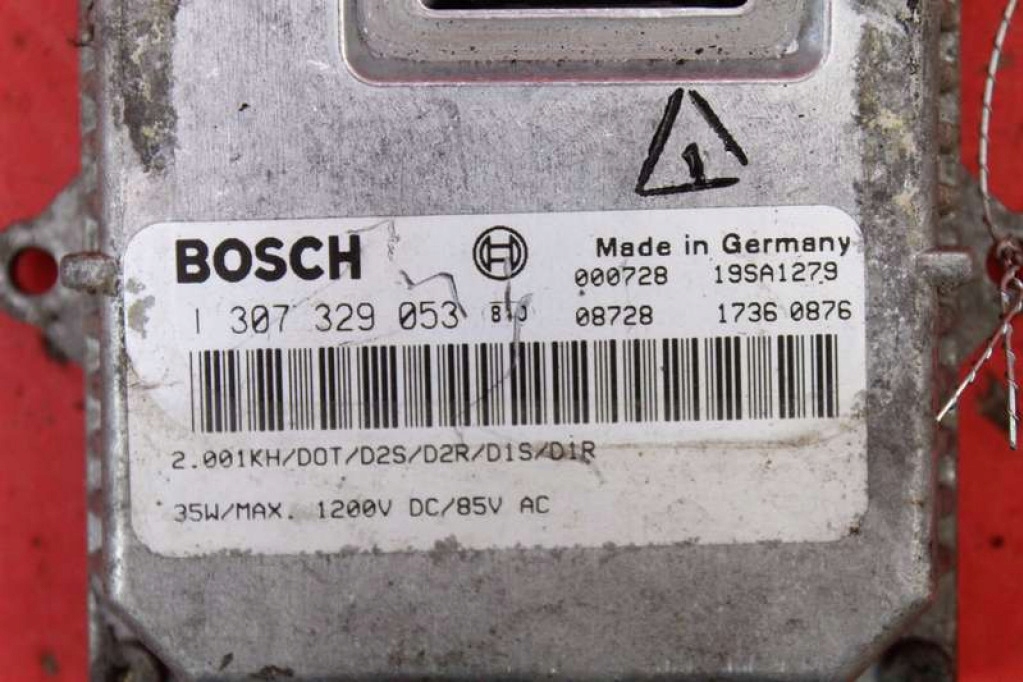 1
BOSCH Made in Germany
000728 19SA1279
1 307 329 053 08728 1736 0876
2.001KH/DOT/D2S/D2R/D1S/D1R
35W/MAX. 1200V DC/85V AC